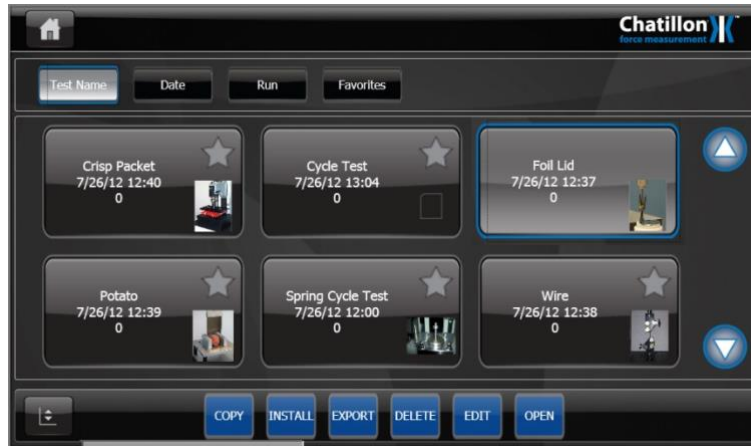 Chatillon
force measurement
Test Name
Date
Run
Favorites
Crisp Packet
7/26/12 12:40
0
Cycle Test
7/26/12 13:04
0
Foil Lid
7/26/12 12:37
0
Potato
7/26/12 12:39
0
Spring Cycle Test
7/26/12 12:00
0
Wire
7/26/12 12:38
0
COPY
INSTALL
EXPORT
DELETE
EDIT
OPEN